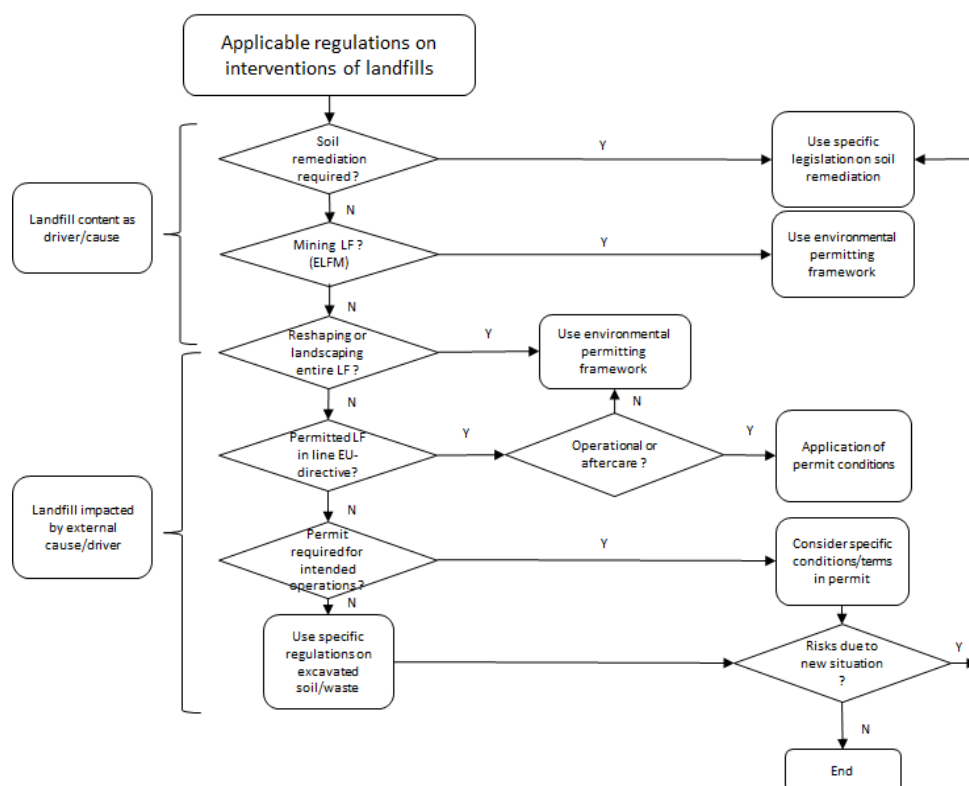 Applicable regulations on
interventions of landfills
Soil
remediation
required ?
Y
Use specific
legislation on soil
remediation
N
Landfill content as
driver/cause
Mining LF ?
(ELFM)
Y
Use environmental
permitting
framework
N
Reshaping or
landscaping
entire LF ?
Y
Use environmental
permitting
framework
N
N
Permitted LF
in line EU-
directive?
Y
Operational or
aftercare ?
Y
Application of
permit conditions
N
Landfill impacted
by external
cause/driver
Permit
required for
intended
operations ?
Y
Consider specific
conditions/terms
in permit
N
Use specific
regulations on
excavated
soil/waste
Risks due to
new situation
?
Y
N
End